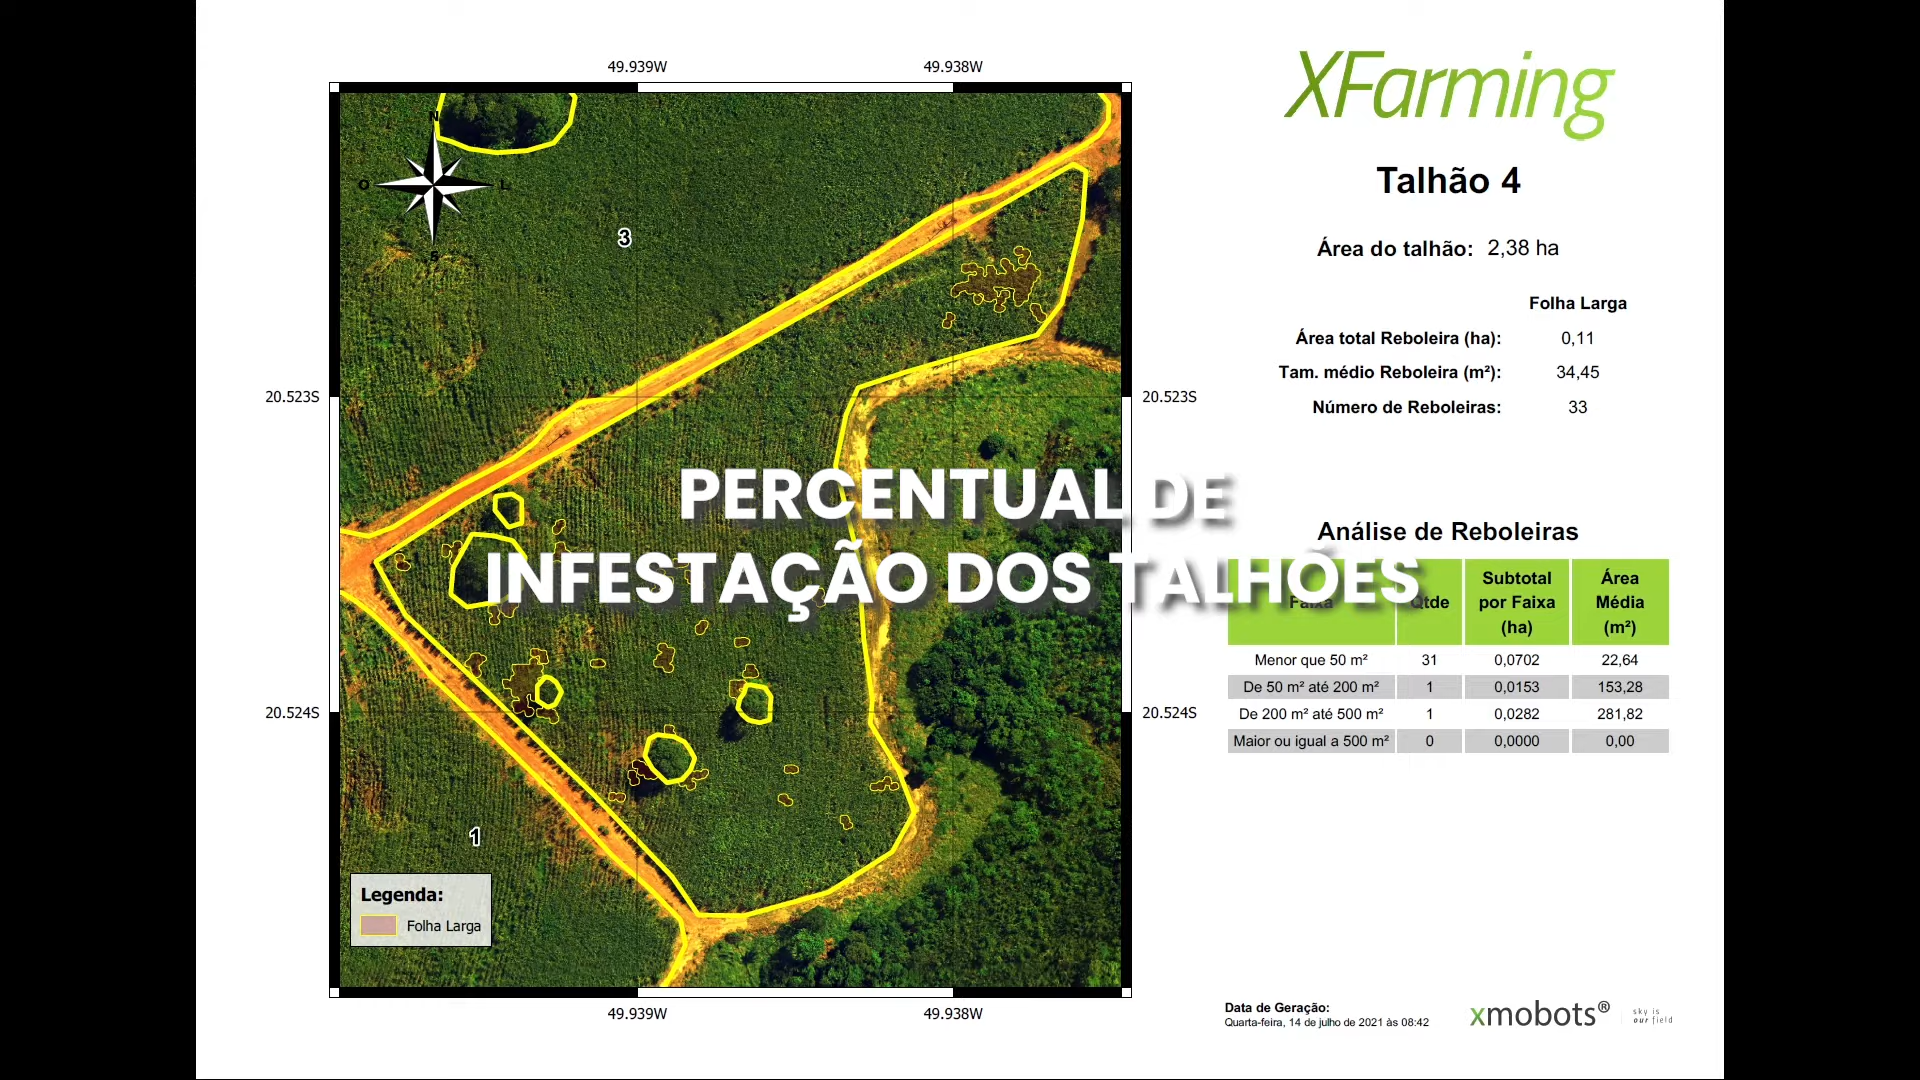 49.939W
49.938W
XFarming
Talhão 4
Área do talhão: 2,38 ha
Folha Larga
Área total Reboleira (ha): 0,11
Tam. médio Reboleira (m²): 34,45
Número de Reboleiras: 33
N
O
L
S
3
20.523S
20.523S
PERCENTUAL DE
INFESTAÇÃO DOS TALHÕES
Análise de Reboleiras
Faixa Qtde Subtotal por Faixa (ha) Área Média (m²)
Menor que 50 m² 31 0,0702 22,64
De 50 m² até 200 m² 1 0,0153 153,28
De 200 m² até 500 m² 1 0,0282 281,82
Maior ou igual a 500 m² 0 0,0000 0,00
20.524S
20.524S
1
Legenda:
Folha Larga
49.939W
49.938W
Data de Geração:
Quarta-feira, 14 de julho de 2021 às 08:42
xmobots®
sky is
our field